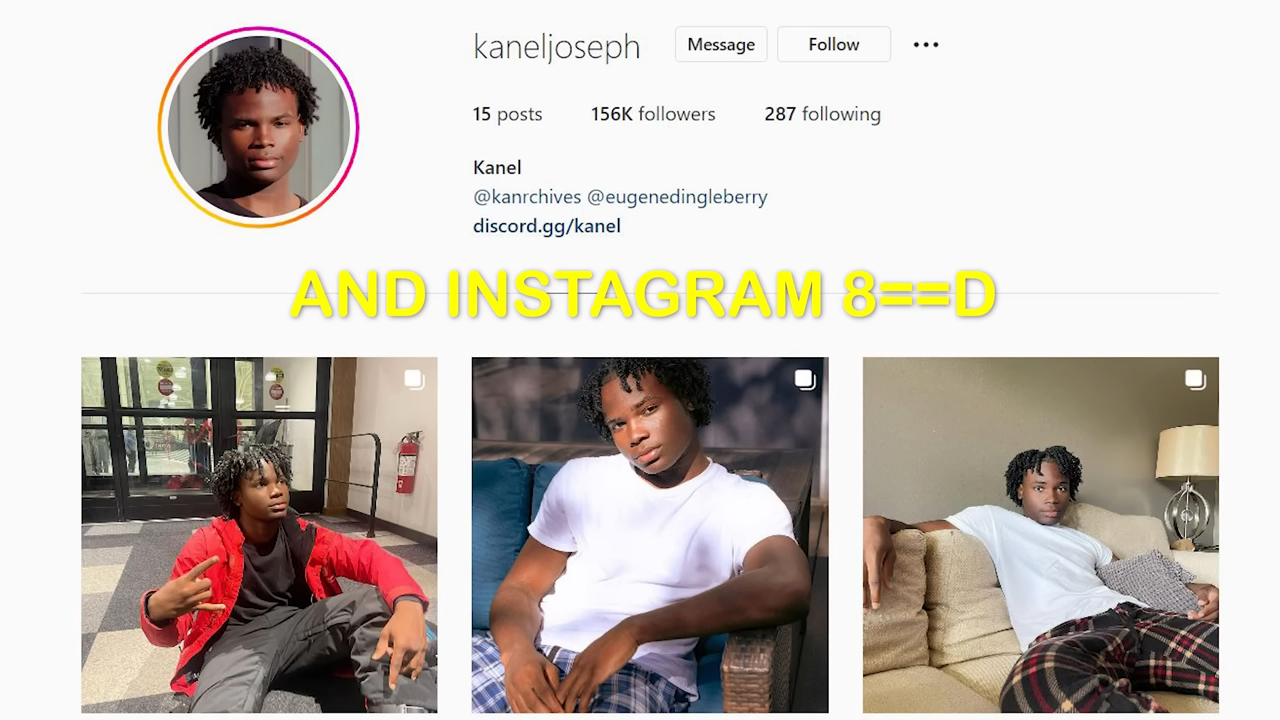 kaneljoseph Message Follow •••
15 posts 156K followers 287 following
Kanel
@kanrchives @eugenedingleberry
discord.gg/kanel
AND INSTAGRAM 8==D